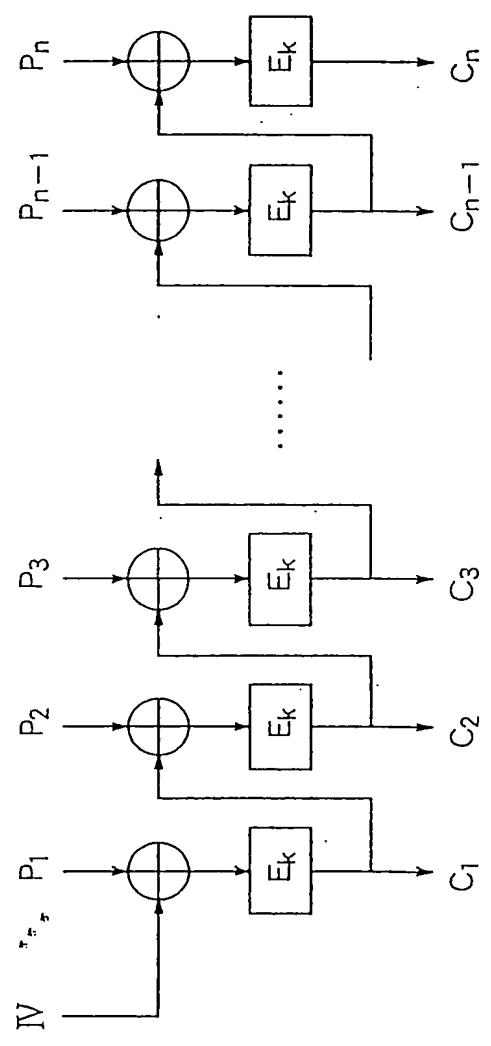 IV P₁ P₂ P₃ Pₙ₋₁ Pₙ
Eₖ Eₖ Eₖ ...... Eₖ Eₖ
C₁ C₂ C₃ Cₙ₋₁ Cₙ